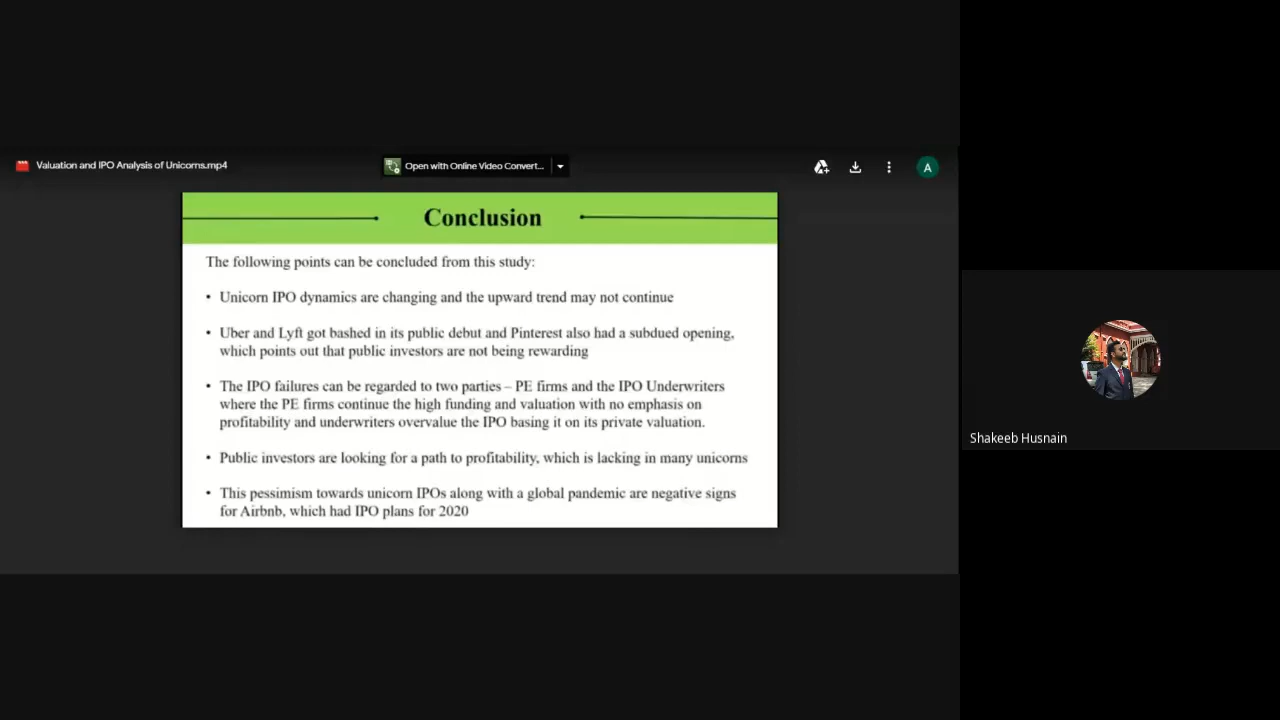 Valuation and IPO Analysis of Unicorns.mp4
Open with Online Video Convert...
A
Conclusion
The following points can be concluded from this study:
• Unicorn IPO dynamics are changing and the upward trend may not continue
• Uber and Lyft got bashed in its public debut and Pinterest also had a subdued opening,
which points out that public investors are not being rewarding
• The IPO failures can be regarded to two parties – PE firms and the IPO Underwriters
where the PE firms continue the high funding and valuation with no emphasis on
profitability and underwriters overvalue the IPO basing it on its private valuation.
• Public investors are looking for a path to profitability, which is lacking in many unicorns
• This pessimism towards unicorn IPOs along with a global pandemic are negative signs
for Airbnb, which had IPO plans for 2020
Shakeeb Husnain